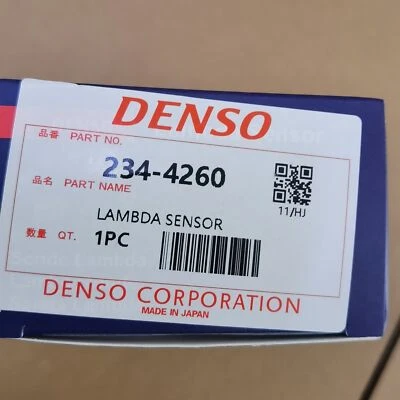 DENSO
品番 PART NO.
234-4260
品名 PART NAME
LAMBDA SENSOR
11/HJ
数量 QT. 1PC
DENSO CORPORATION
MADE IN JAPAN